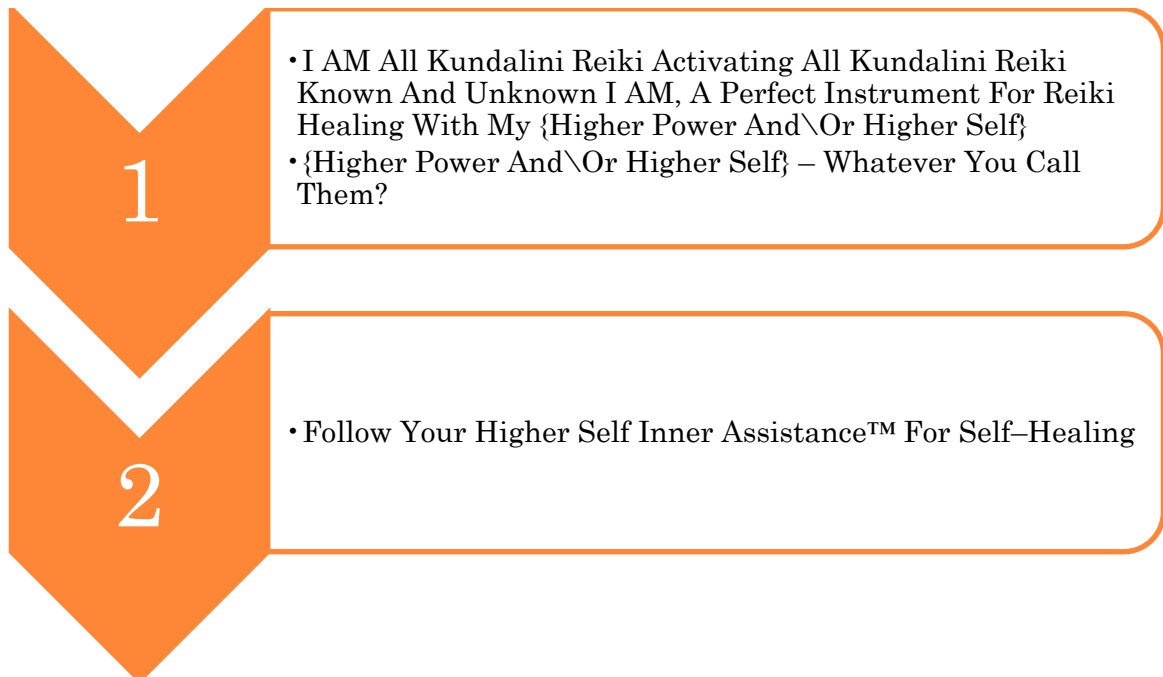 1
•I AM All Kundalini Reiki Activating All Kundalini Reiki
Known And Unknown I AM, A Perfect Instrument For Reiki
Healing With My {Higher Power And\Or Higher Self}
•{Higher Power And\Or Higher Self} – Whatever You Call
Them?
2
•Follow Your Higher Self Inner Assistance™ For Self–Healing